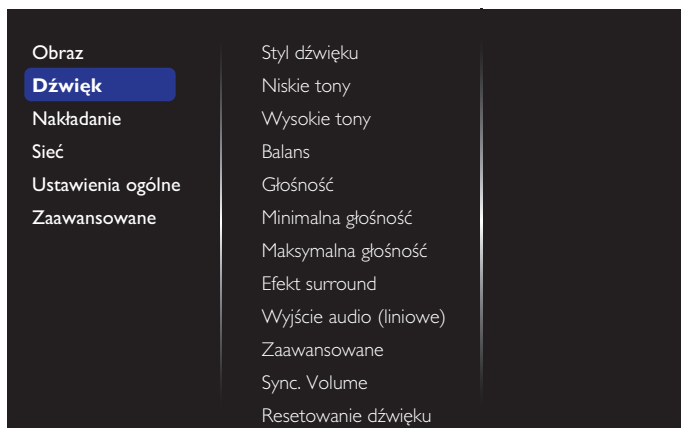 Obraz
Dźwięk
Nakładanie
Sieć
Ustawienia ogólne
Zaawansowane
Styl dźwięku
Niskie tony
Wysokie tony
Balans
Głośność
Minimalna głośność
Maksymalna głośność
Efekt surround
Wyjście audio (liniowe)
Zaawansowane
Sync. Volume
Resetowanie dźwięku